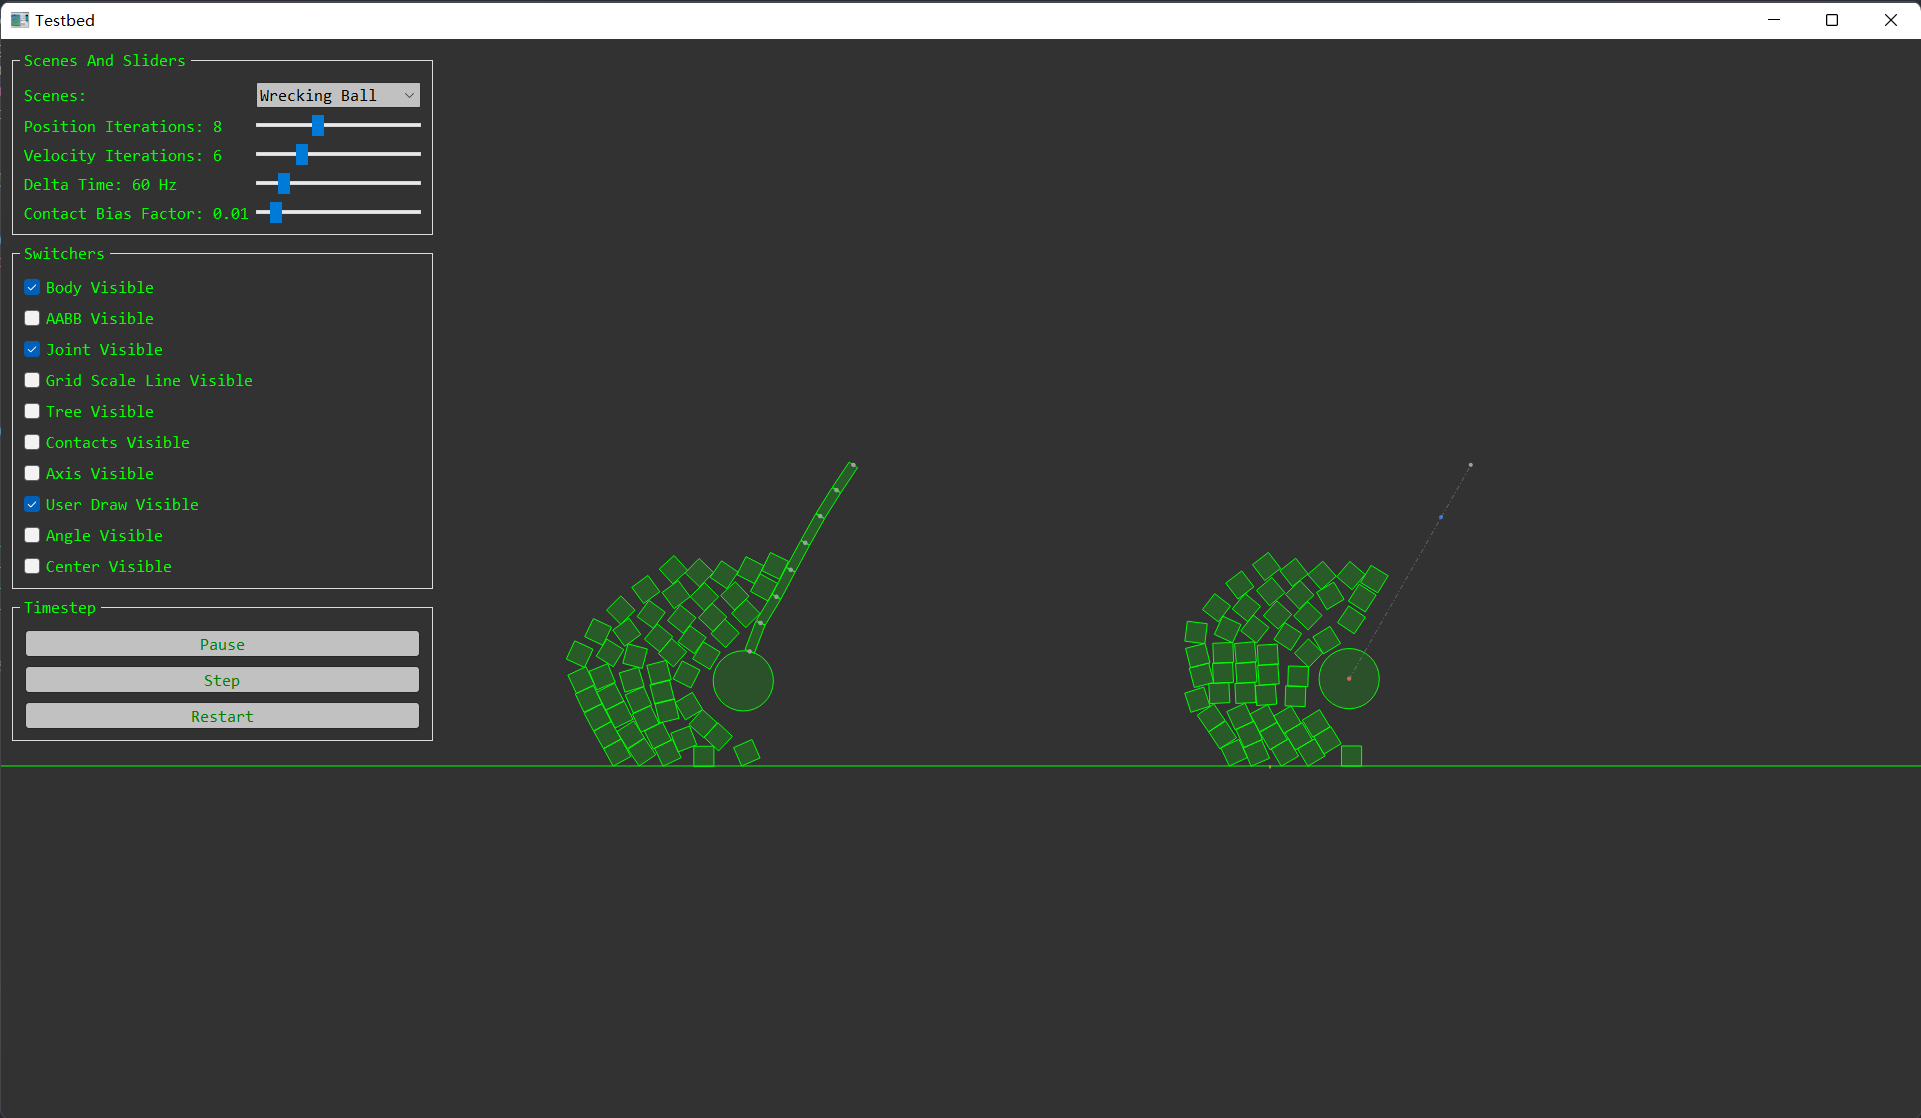 Testbed
Scenes And Sliders
Scenes: Wrecking Ball
Position Iterations: 8
Velocity Iterations: 6
Delta Time: 60 Hz
Contact Bias Factor: 0.01
Switchers
Body Visible
AABB Visible
Joint Visible
Grid Scale Line Visible
Tree Visible
Contacts Visible
Axis Visible
User Draw Visible
Angle Visible
Center Visible
Timestep
Pause
Step
Restart